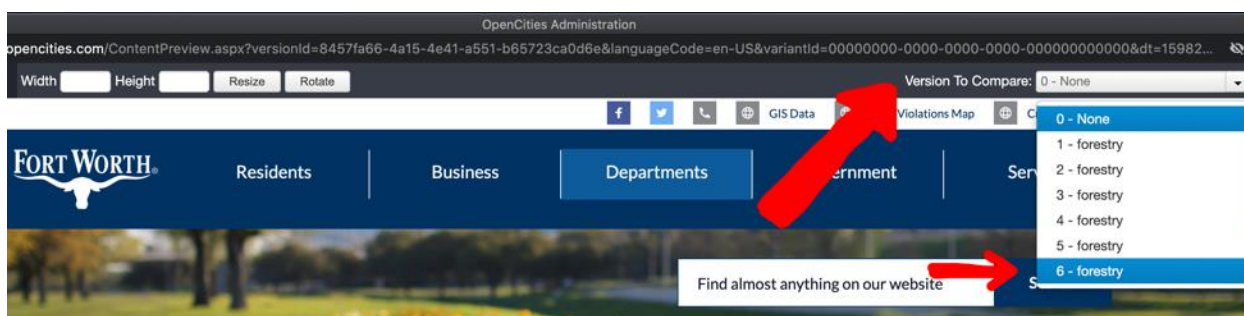 OpenCities Administration
opencities.com/ContentPreview.aspx?versionId=8457fa66-4a15-4e41-a551-b65723ca0d6e&languageCode=en-US&variantId=00000000-0000-0000-0000-000000000000&dt=15982...
Width Height Resize Rotate Version To Compare: 0 - None
GIS Data Violations Map
0 - None
1 - forestry
FORT WORTH® Residents Business Departments
2 - forestry
3 - forestry
4 - forestry
5 - forestry
6 - forestry
Find almost anything on our website